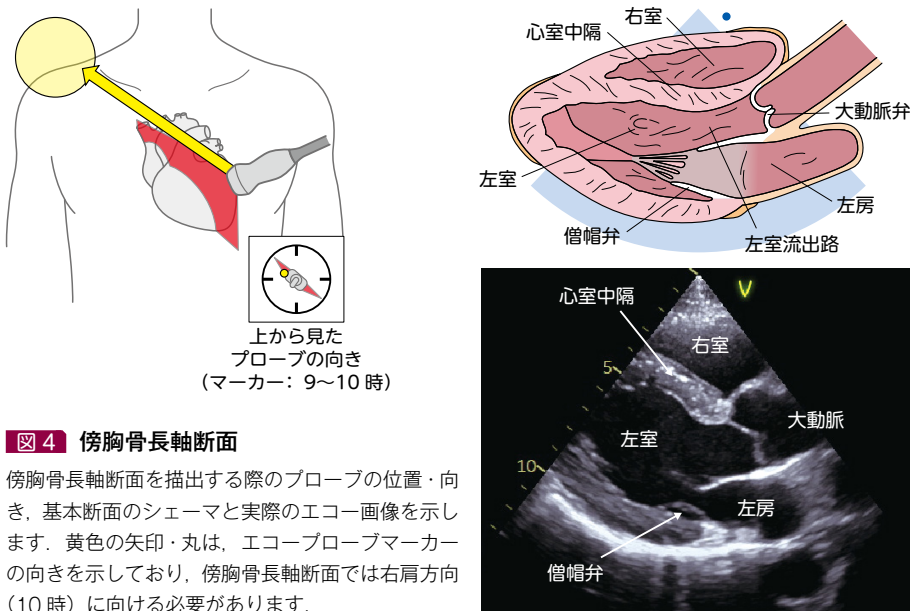 上から見た
プローブの向き
（マーカー：9〜10 時）
図 4 傍胸骨長軸断面
傍胸骨長軸断面を描出する際のプローブの位置・向
き，基本断面のシェーマと実際のエコー画像を示し
ます．黄色の矢印・丸は，エコープローブマーカー
の向きを示しており，傍胸骨長軸断面では右肩方向
（10 時）に向ける必要があります．
右室
心室中隔
大動脈弁
左室
左房
僧帽弁
左室流出路
V
心室中隔
右室
5
大動脈
左室
10
左房
僧帽弁